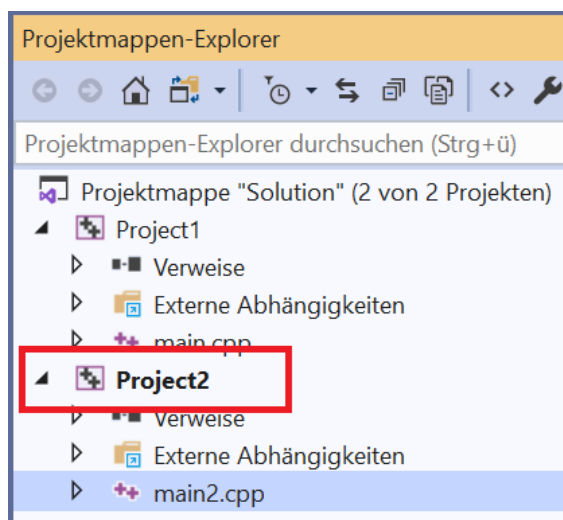 Projektmappen-Explorer
Projektmappen-Explorer durchsuchen (Strg+ü)
Projektmappe "Solution" (2 von 2 Projekten)
Project1
Verweise
Externe Abhängigkeiten
main.cpp
Project2
Verweise
Externe Abhängigkeiten
main2.cpp